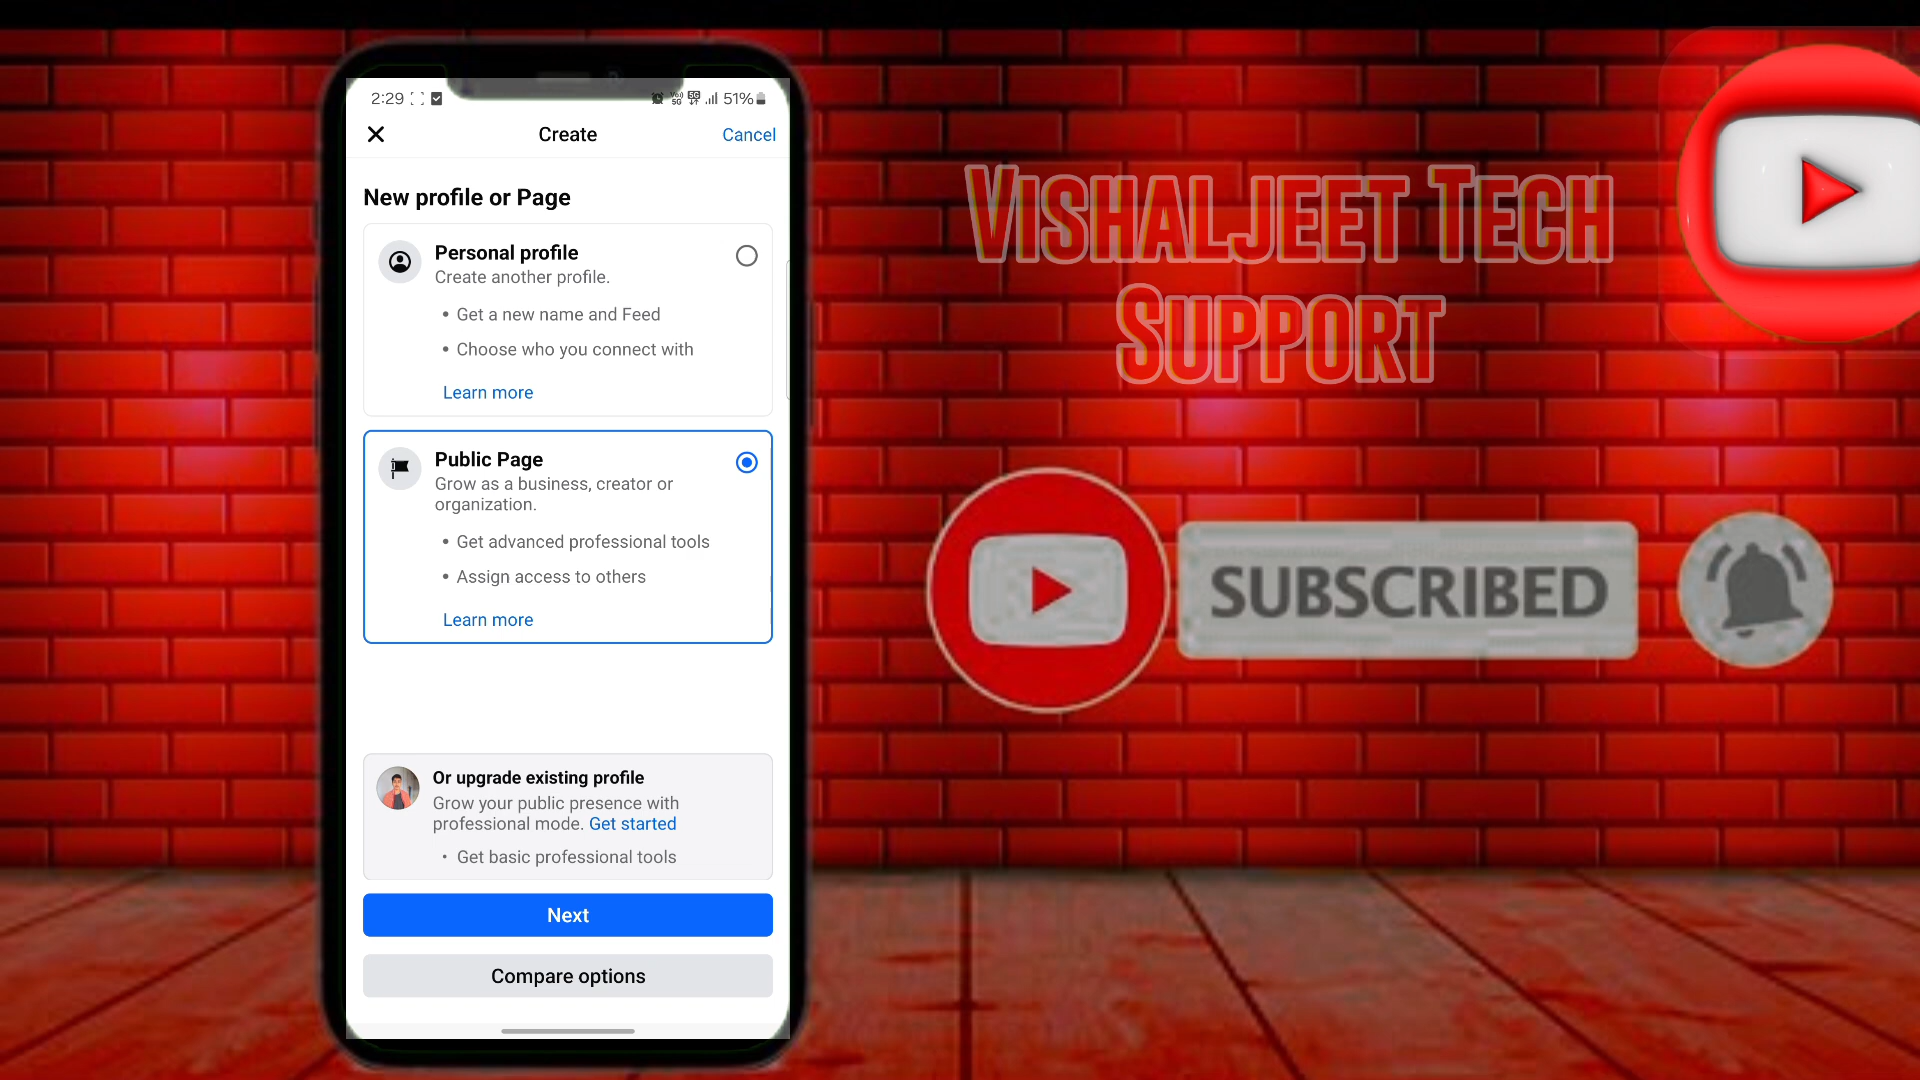 2:29
51%
Create
Cancel
New profile or Page
Personal profile
Create another profile.
• Get a new name and Feed
• Choose who you connect with
Learn more
Public Page
Grow as a business, creator or
organization.
• Get advanced professional tools
• Assign access to others
Learn more
Or upgrade existing profile
Grow your public presence with
professional mode. Get started
• Get basic professional tools
Next
Compare options
VISHALJEET TECH
SUPPORT
SUBSCRIBED